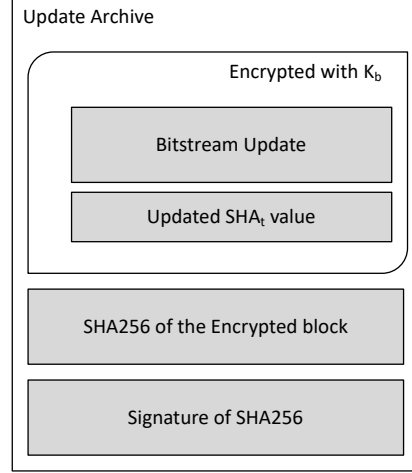 Update Archive
Encrypted with K_b
Bitstream Update
Updated SHA_t value
SHA256 of the Encrypted block
Signature of SHA256